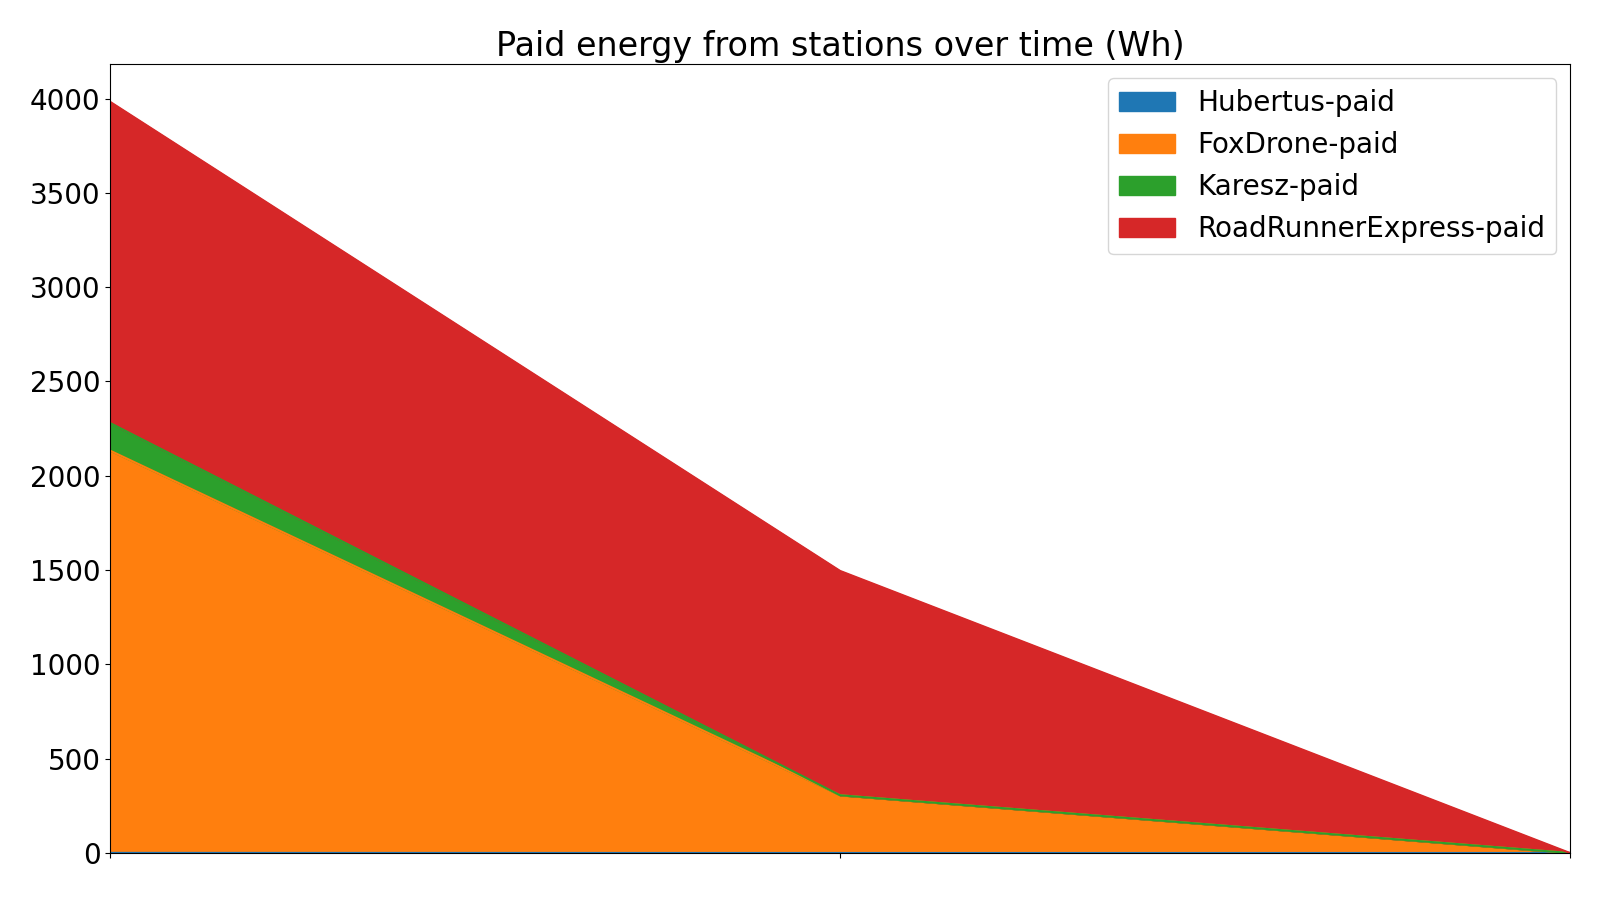 Paid energy from stations over time (Wh)
4000
3500
3000
2500
2000
1500
1000
500
0
Hubertus-paid
FoxDrone-paid
Karesz-paid
RoadRunnerExpress-paid